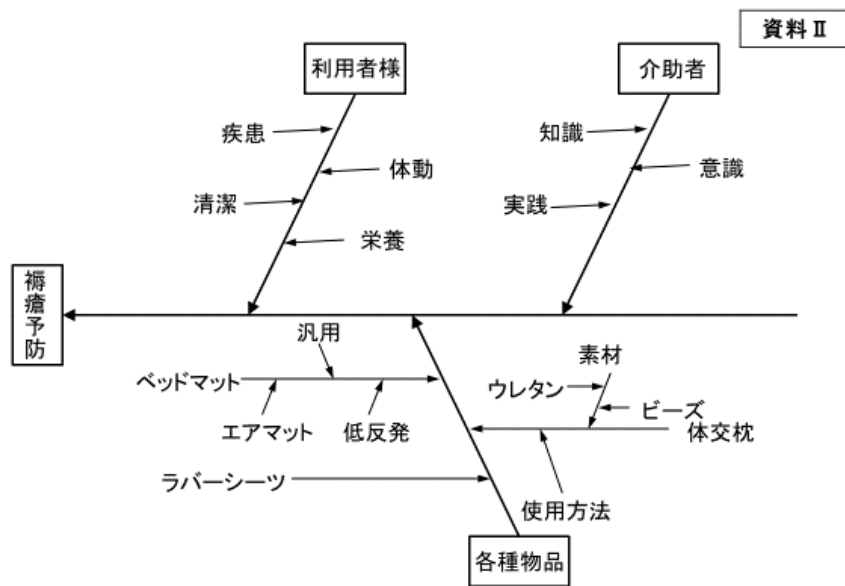 資料Ⅱ
利用者様
介助者
疾患
知識
体動
意識
清潔
実践
栄養
褥瘡予防
汎用
素材
ベッドマット
ウレタン
ビーズ
エアマット
低反発
体交枕
ラバーシーツ
使用方法
各種物品